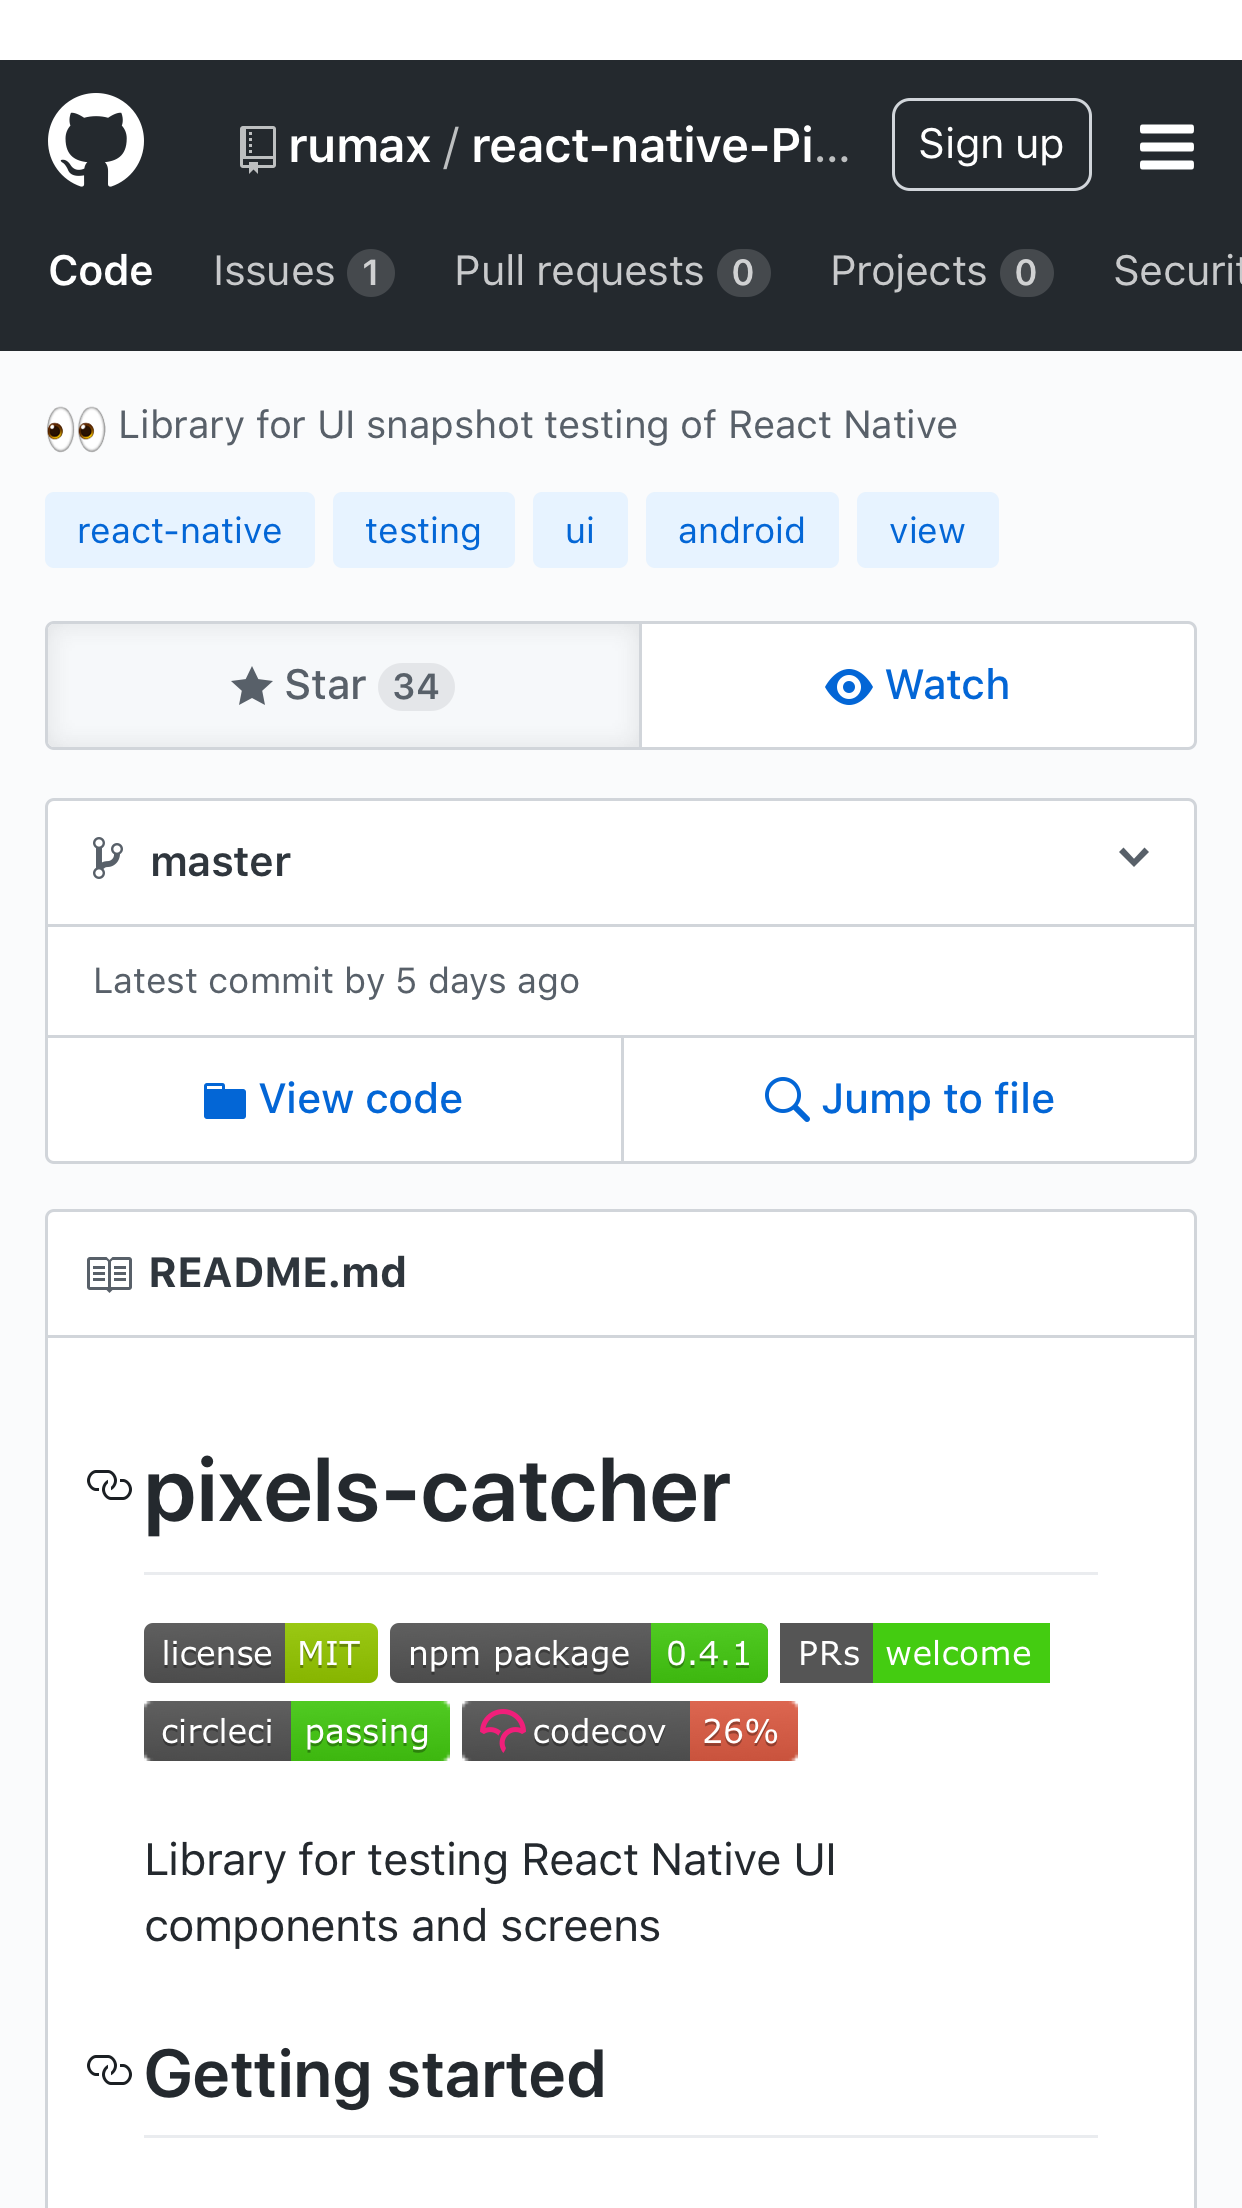 rumax / react-native-Pi... Sign up
Code Issues 1 Pull requests 0 Projects 0 Securit
👀 Library for UI snapshot testing of React Native
react-native testing ui android view
Star 34 Watch
master
Latest commit by 5 days ago
View code Jump to file
README.md
pixels-catcher
license MIT npm package 0.4.1 PRs welcome
circleci passing codecov 26%
Library for testing React Native UI
components and screens
Getting started